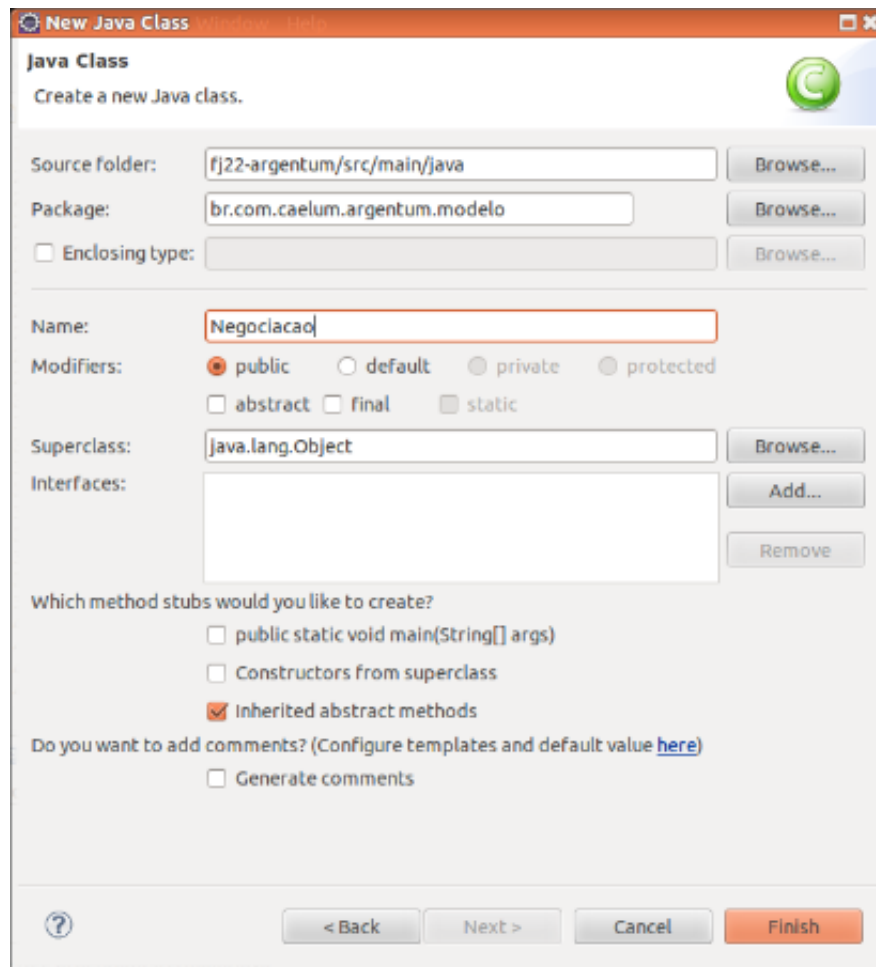 New Java Class Window Help
Java Class
Create a new Java class.
Source folder: fj22-argentum/src/main/java Browse...
Package: br.com.caelum.argentum.modelo Browse...
Enclosing type: Browse...
Name: Negociacao
Modifiers: public default private protected
abstract final static
Superclass: java.lang.Object Browse...
Interfaces: Add...
Remove
Which method stubs would you like to create?
public static void main(String[] args)
Constructors from superclass
Inherited abstract methods
Do you want to add comments? (Configure templates and default value here)
Generate comments
? < Back Next > Cancel Finish